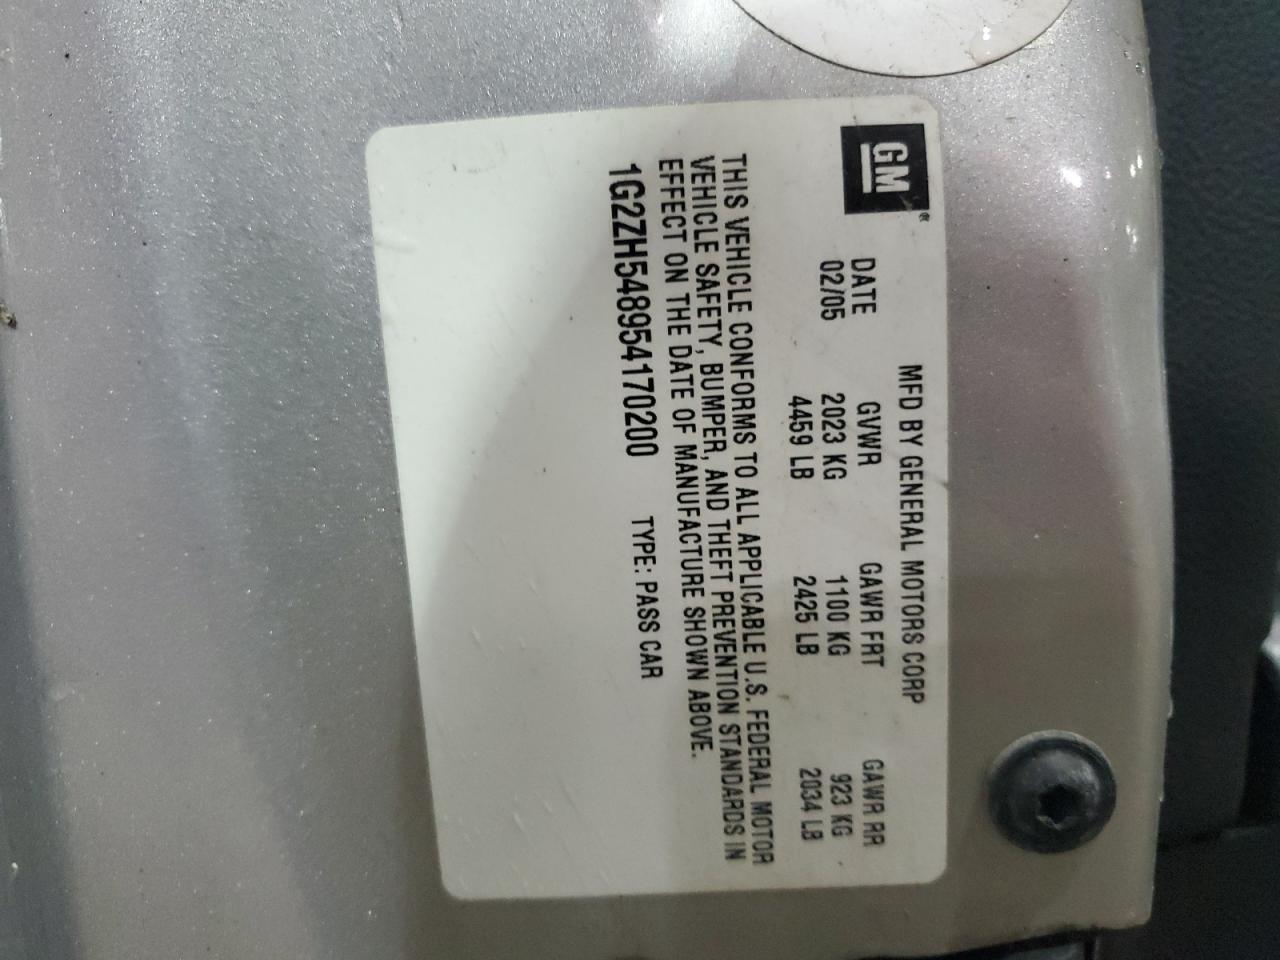 GM®
MFD BY GENERAL MOTORS CORP
DATE GVWR GAWR FRT GAWR RR
02/05 2023 KG 1100 KG 923 KG
4459 LB 2425 LB 2034 LB
THIS VEHICLE CONFORMS TO ALL APPLICABLE U.S. FEDERAL MOTOR
VEHICLE SAFETY, BUMPER, AND THEFT PREVENTION STANDARDS IN
EFFECT ON THE DATE OF MANUFACTURE SHOWN ABOVE.
1G2ZH548954170200 TYPE: PASS CAR